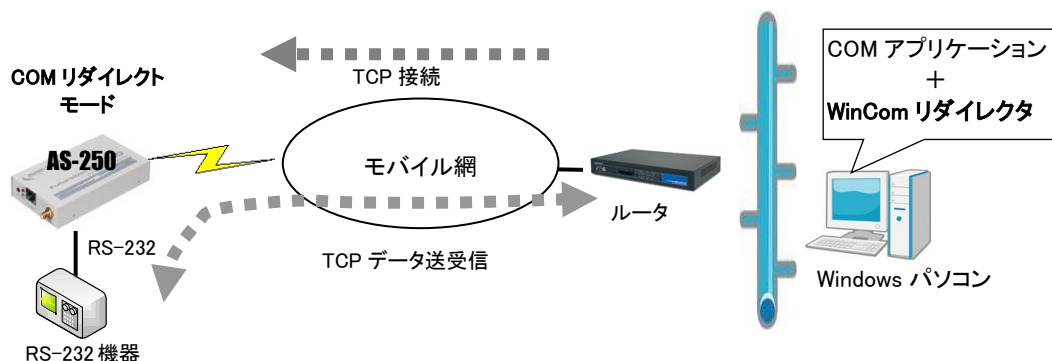 COM リダイレクト
モード
AS-250
RS-232
RS-232 機器
TCP 接続
モバイル網
TCP データ送受信
ルータ
COM アプリケーション
＋
WinCom リダイレクタ
Windows パソコン